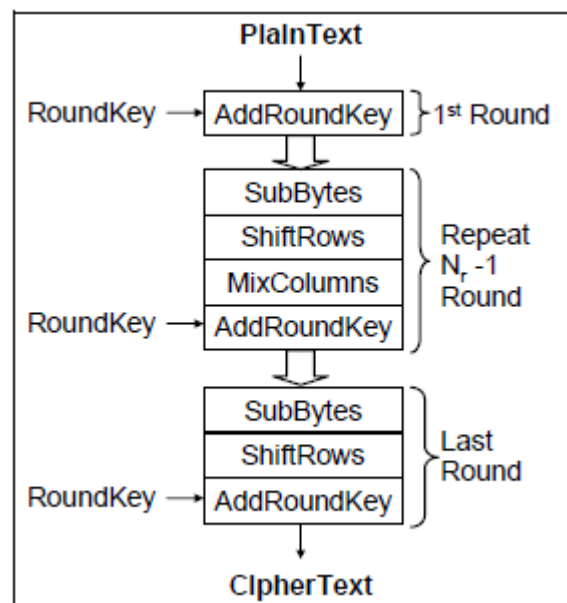 PlaInText
RoundKey
AddRoundKey
1st Round
SubBytes
ShiftRows
MixColumns
RoundKey
AddRoundKey
Repeat
Nr -1
Round
SubBytes
ShiftRows
RoundKey
AddRoundKey
Last
Round
CIpherText